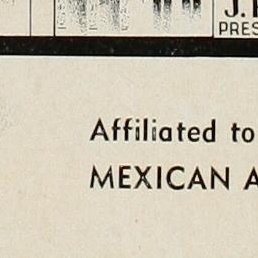 J.
PRES
Affiliated to
MEXICAN A